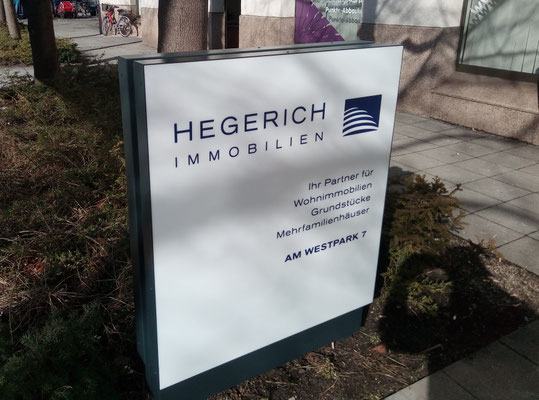 HEGERICH
IMMOBILIEN
Ihr Partner für
Wohnimmobilien
Grundstücke
Mehrfamilienhäuser
AM WESTPARK 7